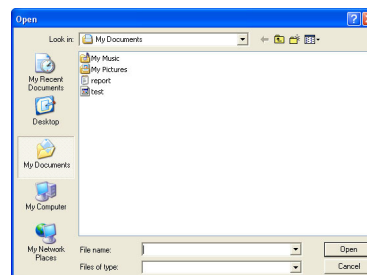 Open
Look in: My Documents
My Music
My Pictures
report
test
My Recent
Documents
Desktop
My Documents
My Computer
My Network
Places
File name:
Open
Files of type:
Cancel